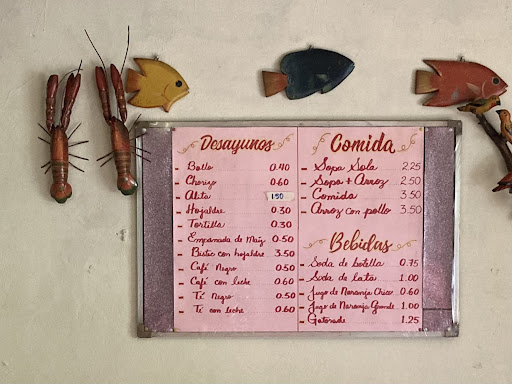 Desayunos
Bollo 0.40
Chorizo 0.60
Alita 1.50
Hojaldre 0.30
Tortilla 0.30
Empanada de Maíz 0.50
Bistec con hojaldre 3.50
Café Negro 0.50
Café con leche 0.60
Té Negro 0.50
Té con leche 0.60
Comida
Sopa Sola 2.25
Sopa + Arroz 2.50
Comida 3.50
Arroz con pollo 3.50
Bebidas
Soda de botella 0.75
Soda de lata 1.00
Jugo de Naranja Chico 0.60
Jugo de Naranja Grande 1.00
Gatorade 1.25